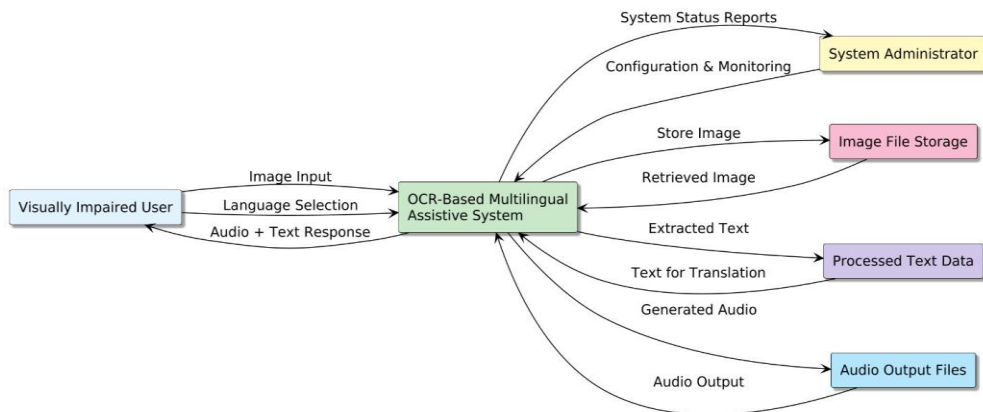 System Status Reports
System Administrator
Configuration & Monitoring
Store Image
Image File Storage
Retrieved Image
Image Input
Visually Impaired User
Language Selection
OCR-Based Multilingual
Assistive System
Audio + Text Response
Extracted Text
Processed Text Data
Text for Translation
Generated Audio
Audio Output Files
Audio Output